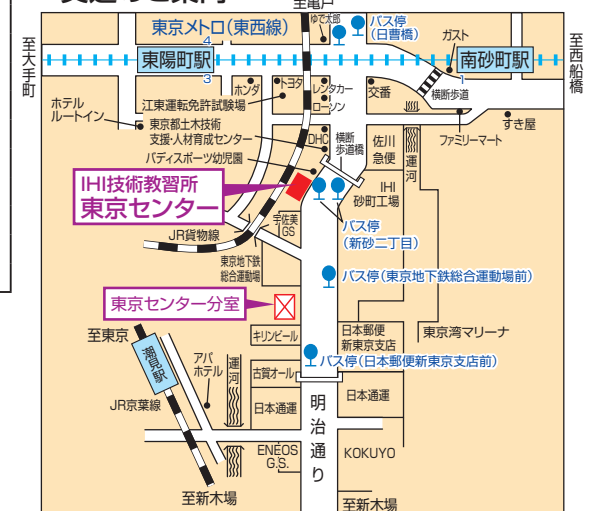 至亀戸
東京メトロ(東西線)
ゆで太郎
バス停
(日曹橋)
ガスト
4
至大手町
東陽町駅
南砂町駅
至西船橋
3
1
ホンダ
トヨタ
レンタカー
ローソン
交番
横断歩道
ホテル
ルートイン
江東運転免許試験場
東京都土木技術
支援・人材育成センター
すき屋
ファミリーマート
DHC
横断
歩道橋
佐川
急便
運河
バディスポーツ幼児園
IHI技術教習所
東京センター
IHI
砂町工場
宇佐美
GS
バス停
(新砂二丁目)
JR貨物線
東京地下鉄
総合運動場
バス停(東京地下鉄総合運動場前)
東京センター分室
至東京
キリンビール
日本郵便
新東京支店
東京湾マリーナ
潮見駅
アパ
ホテル
運河
バス停(日本郵便新東京支店前)
古賀オール
JR京葉線
日本通運
明治通り
日本通運
ENEOS
G.S.
KOKUYO
至新木場
至新木場